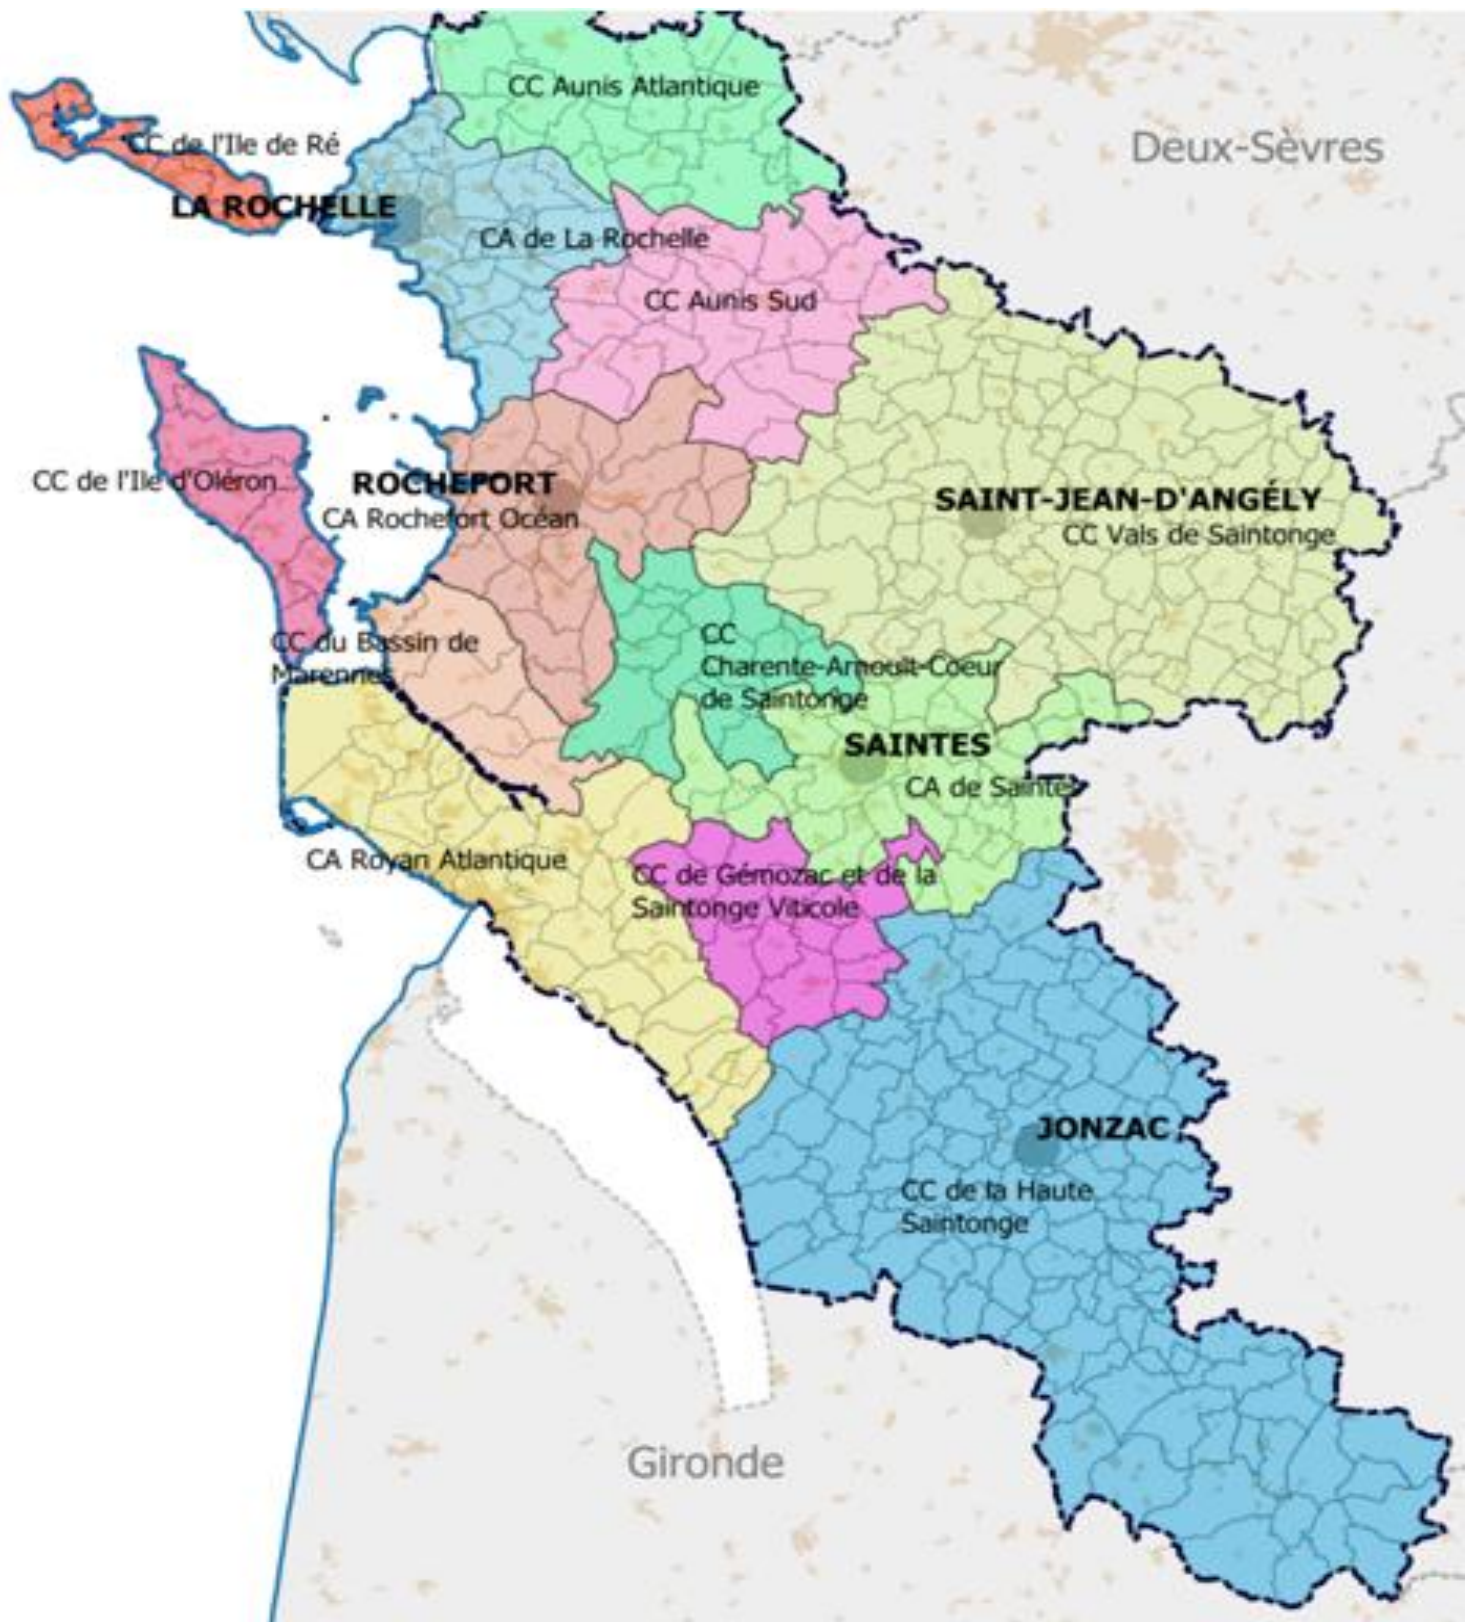 CC Aunis Atlantique
CC de l'Ile de Ré
Deux-Sèvres
LA ROCHELLE
CA de La Rochelle
CC Aunis Sud
CC de l'Ile d'Oléron
ROCHEFORT
CA Rochefort Océan
SAINT-JEAN-D'ANGÉLY
CC Vals de Saintonge
CC du Bassin de
Marennes
CC
Charente-Arnoult-Coeur
de Saintonge
SAINTES
CA de Saintes
CA Royan Atlantique
CC de Gémozac et de la
Saintonge Viticole
JONZAC
CC de la Haute
Saintonge
Gironde